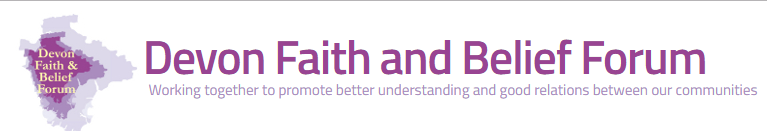 Devon
Faith &
Belief
Forum
Devon Faith and Belief Forum
Working together to promote better understanding and good relations between our communities